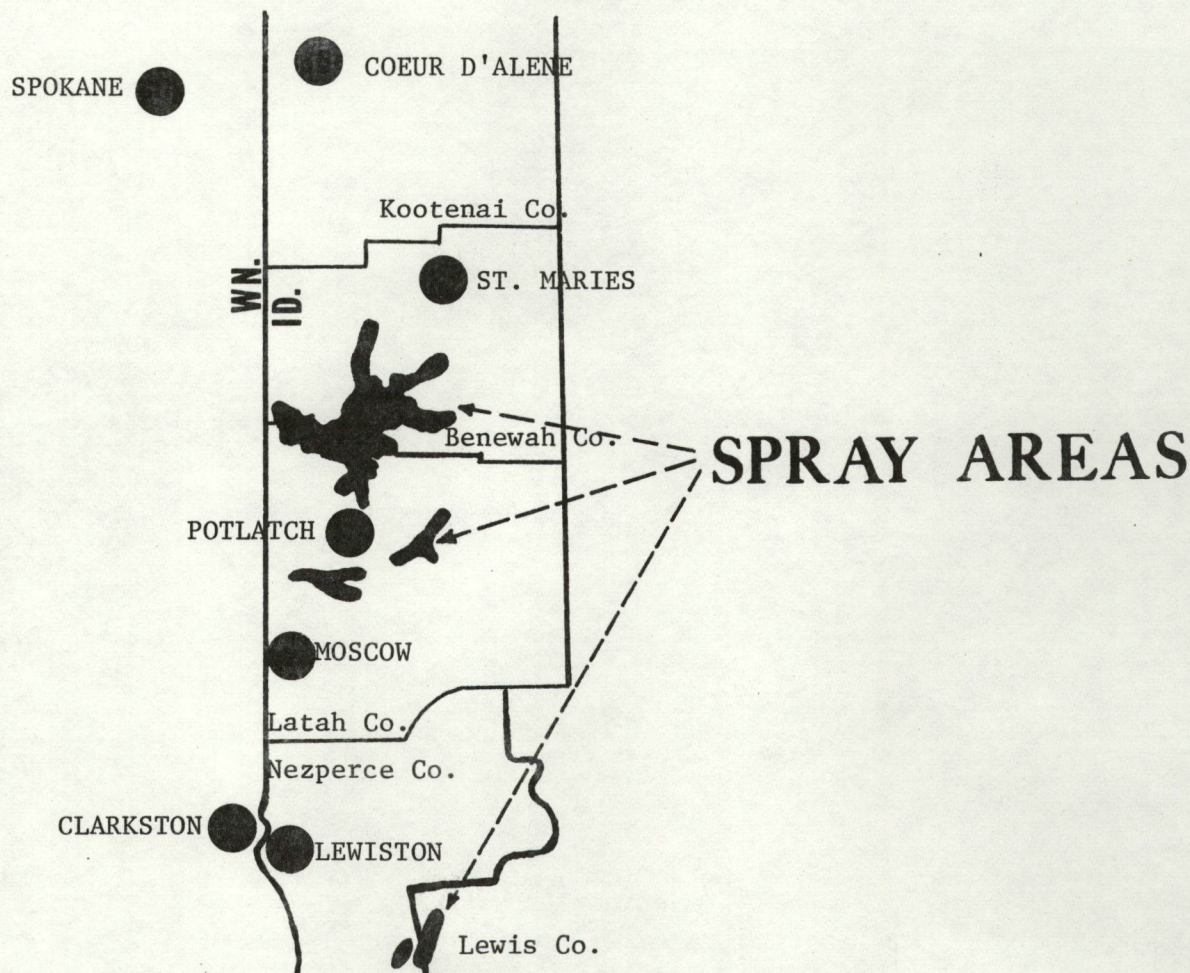 COEUR D'ALENE
SPOKANE
Kootenai Co.
WN.
ID.
ST. MARIES
Benewah Co.
SPRAY AREAS
POTLATCH
MOSCOW
Latah Co.
Nezperce Co.
CLARKSTON
LEWISTON
Lewis Co.